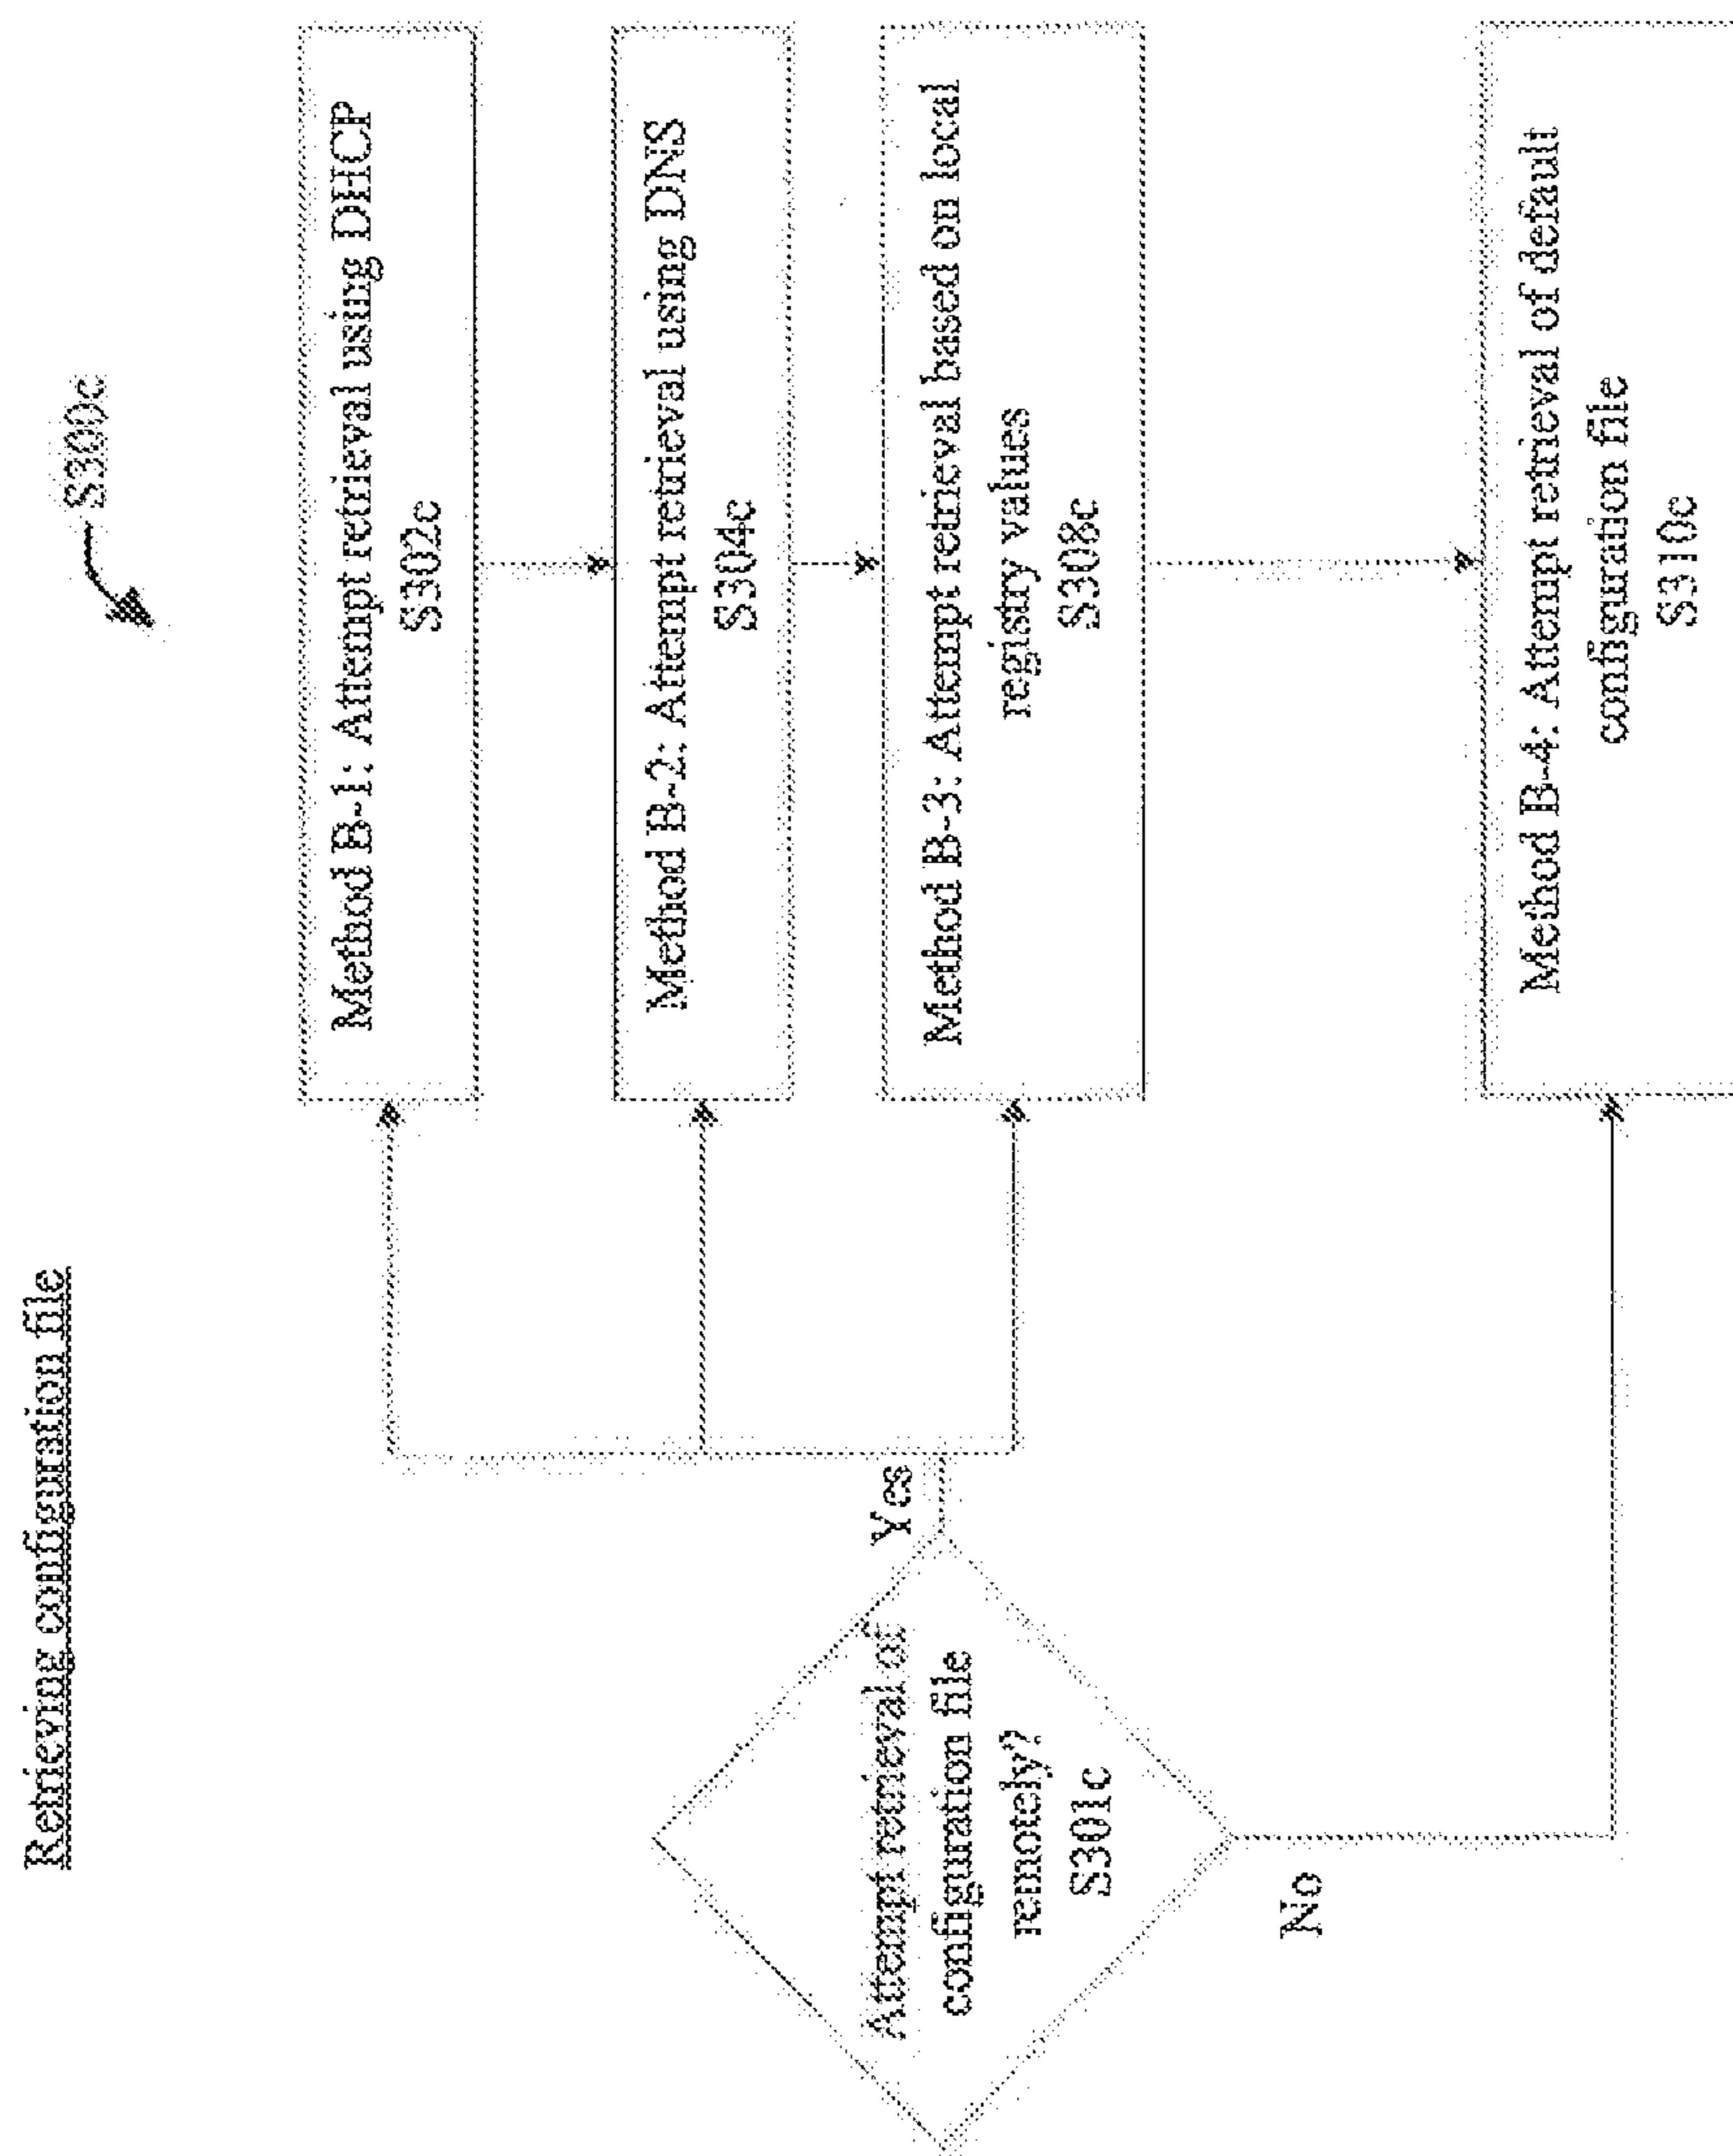 Retrieving configuration file
S300c
Attempt retrieval of
configuration file
remotely?
S301c
Yes
No
Method B-1: Attempt retrieval using DHCP
S302c
Method B-2: Attempt retrieval using DNS
S304c
Method B-3: Attempt retrieval based on local
registry values
S308c
Method B-4: Attempt retrieval of default
configuration file
S310c